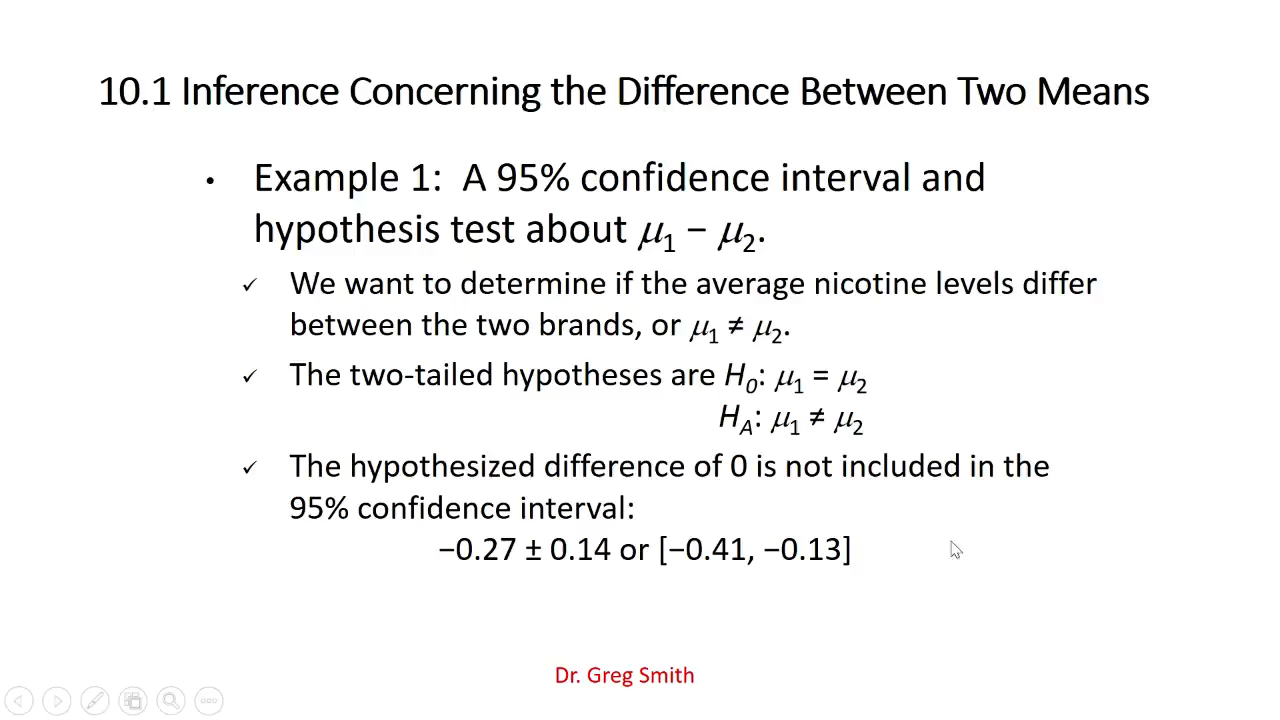 10.1 Inference Concerning the Difference Between Two Means
• Example 1: A 95% confidence interval and
hypothesis test about μ₁ − μ₂.
✓ We want to determine if the average nicotine levels differ
between the two brands, or μ₁ ≠ μ₂.
✓ The two-tailed hypotheses are H₀: μ₁ = μ₂
H_A: μ₁ ≠ μ₂
✓ The hypothesized difference of 0 is not included in the
95% confidence interval:
−0.27 ± 0.14 or [−0.41, −0.13]
Dr. Greg Smith